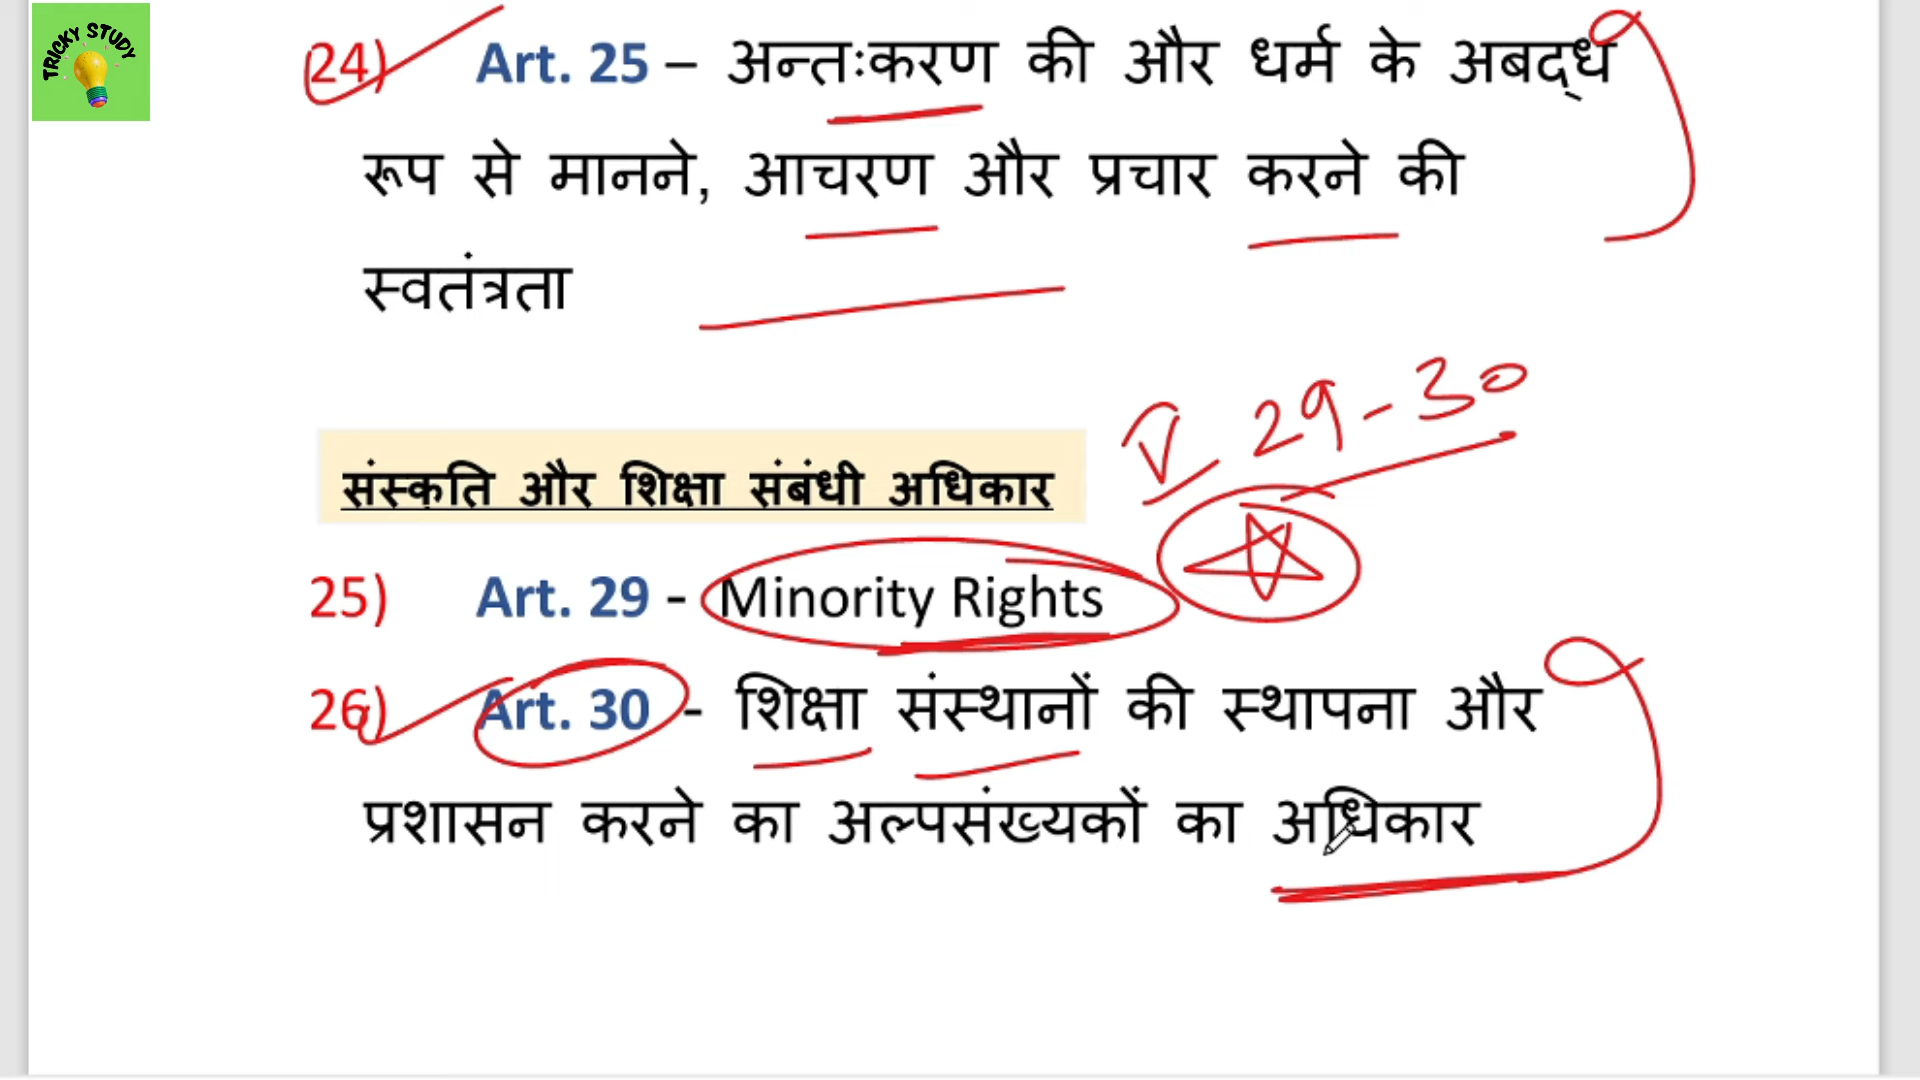 TRICKY STUDY
24) Art. 25 – अन्तःकरण की और धर्म के अबद्ध
रूप से मानने, आचरण और प्रचार करने की
स्वतंत्रता
V 29-30
संस्कृति और शिक्षा संबंधी अधिकार
25) Art. 29 - Minority Rights
26) Art. 30 - शिक्षा संस्थानों की स्थापना और
प्रशासन करने का अल्पसंख्यकों का अधिकार